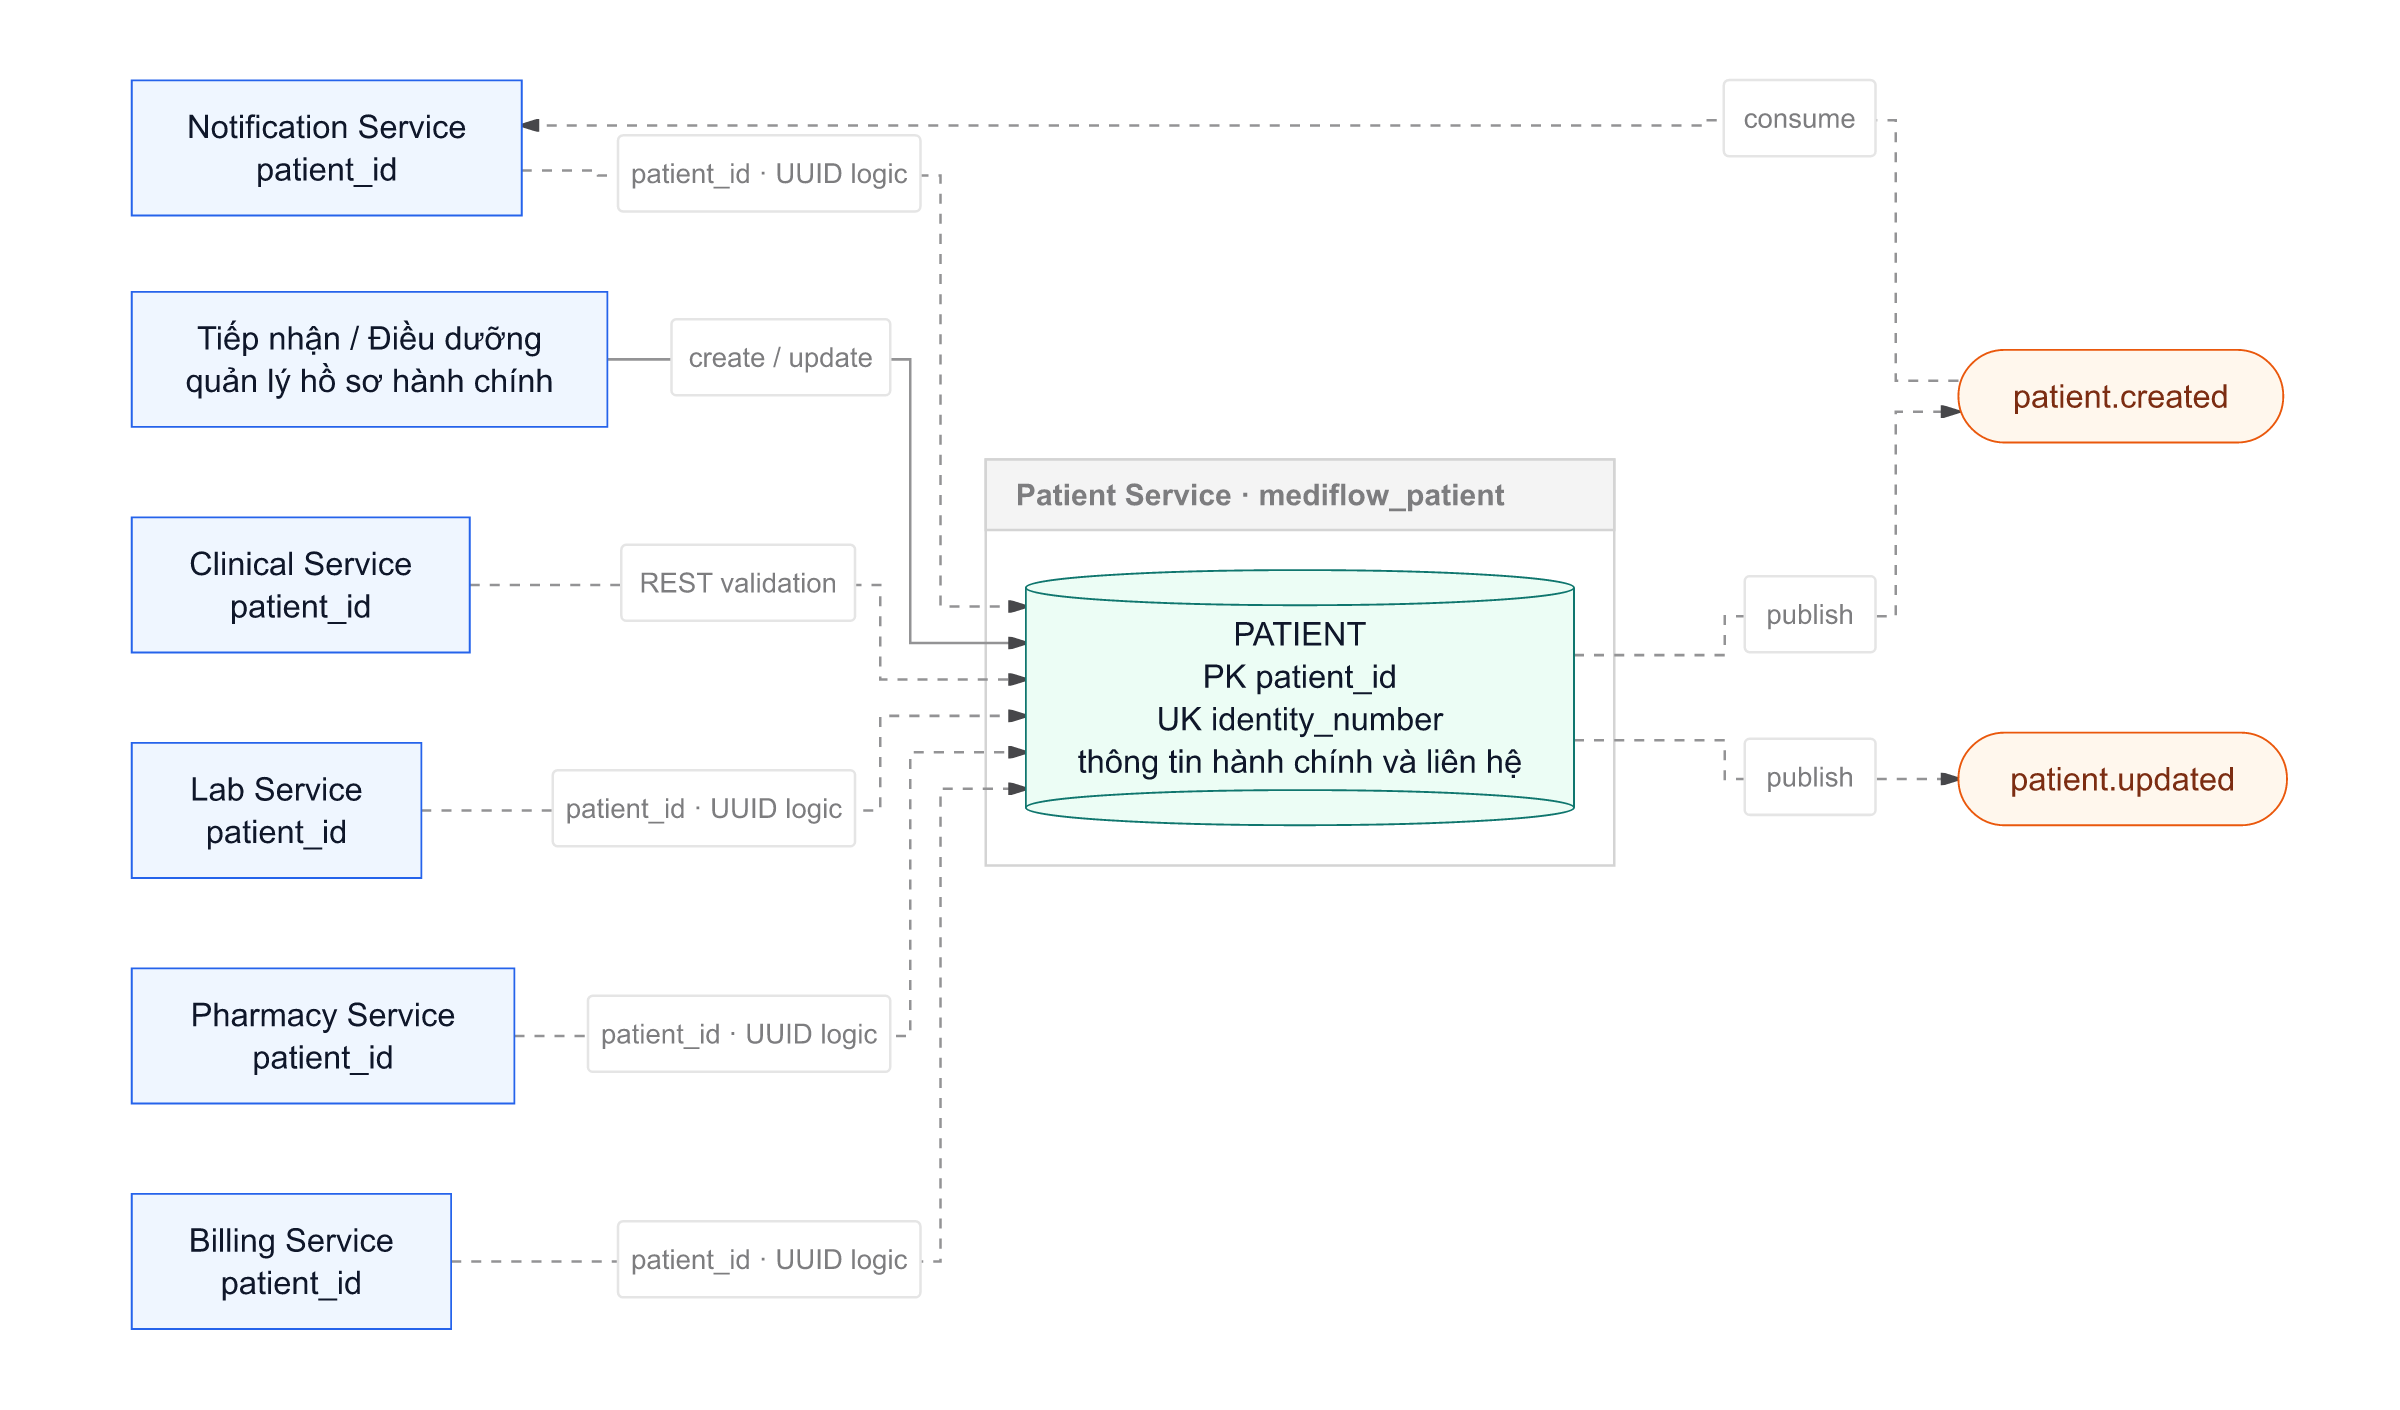 Notification Service
patient_id
consume
patient_id · UUID logic
Tiếp nhận / Điều dưỡng
quản lý hồ sơ hành chính
create / update
patient.created
Patient Service · mediflow_patient
Clinical Service
patient_id
REST validation
PATIENT
PK patient_id
UK identity_number
thông tin hành chính và liên hệ
publish
publish
patient.updated
Lab Service
patient_id
patient_id · UUID logic
Pharmacy Service
patient_id
patient_id · UUID logic
Billing Service
patient_id
patient_id · UUID logic